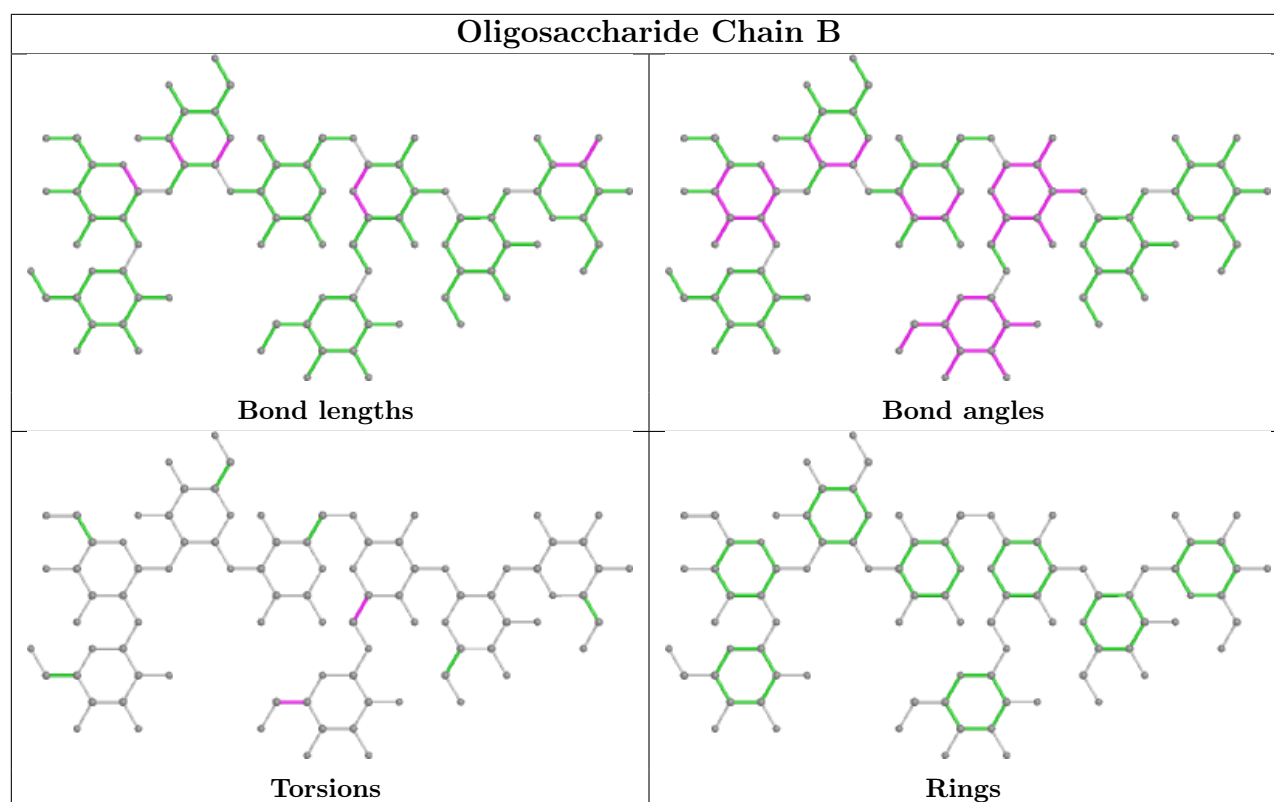 Oligosaccharide Chain B
Bond lengths
Bond angles
Torsions
Rings